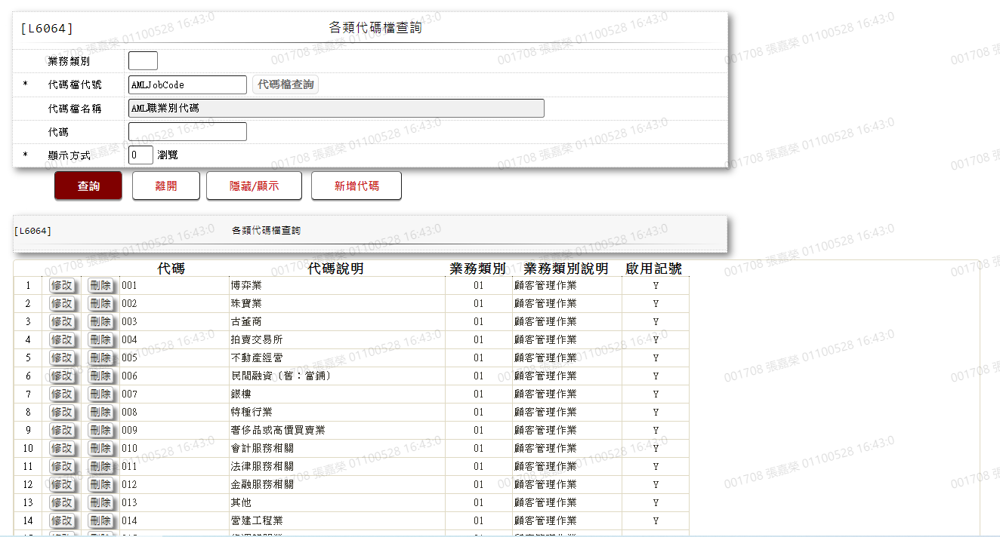 [L6064] 各類代碼檔查詢
業務類別
* 代碼檔代號 AMLJobCode 代碼檔查詢
代碼檔名稱 AML職業別代碼
代碼
* 顯示方式 0 瀏覽
查詢 離開 隱藏/顯示 新增代碼
[L6064] 各類代碼檔查詢
代碼 代碼說明 業務類別 業務類別說明 啟用記號
1 修改 刪除 001 博弈業 01 顧客管理作業 Y
2 修改 刪除 002 珠寶業 01 顧客管理作業 Y
3 修改 刪除 003 古董商 01 顧客管理作業 Y
4 修改 刪除 004 拍賣交易所 01 顧客管理作業 Y
5 修改 刪除 005 不動產經營 01 顧客管理作業 Y
6 修改 刪除 006 民間融資（舊：當鋪） 01 顧客管理作業 Y
7 修改 刪除 007 銀樓 01 顧客管理作業 Y
8 修改 刪除 008 特種行業 01 顧客管理作業 Y
9 修改 刪除 009 奢侈品或高價買賣業 01 顧客管理作業 Y
10 修改 刪除 010 會計服務相關 01 顧客管理作業 Y
11 修改 刪除 011 法律服務相關 01 顧客管理作業 Y
12 修改 刪除 012 金融服務相關 01 顧客管理作業 Y
13 修改 刪除 013 其他 01 顧客管理作業 Y
14 修改 刪除 014 營建工程業 01 顧客管理作業 Y
001708 張嘉榮 01100528 16:43:0